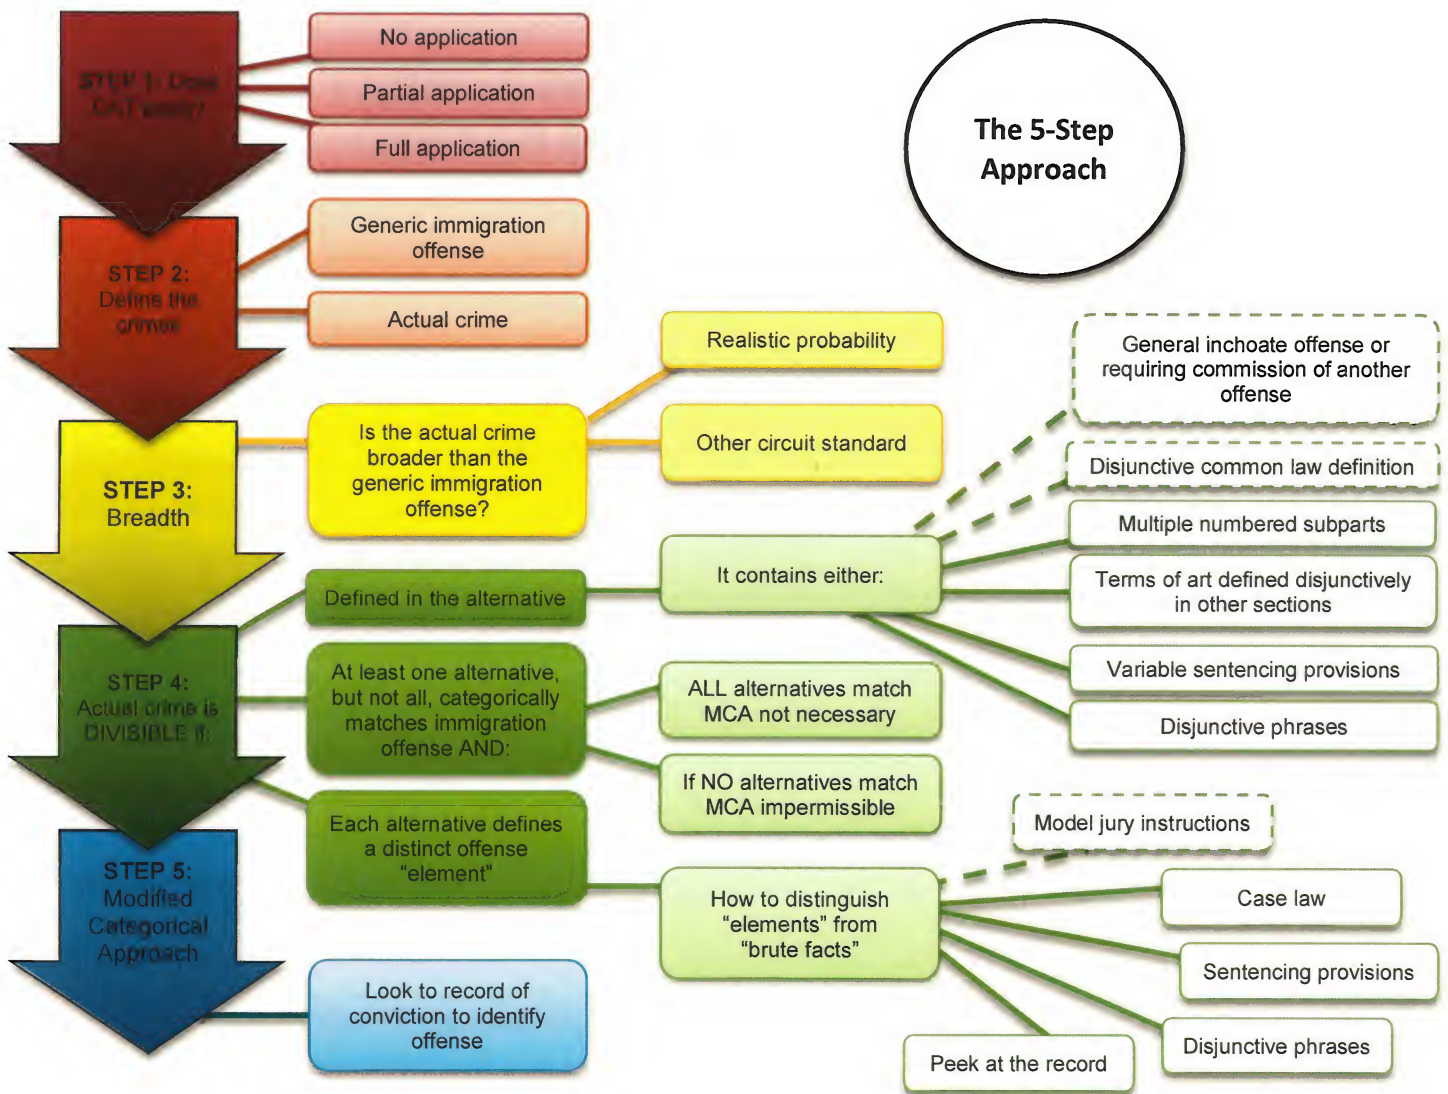 The 5-Step
Approach
STEP 1: Does
CAT apply?
No application
Partial application
Full application
STEP 2:
Define the
crimes
Generic immigration
offense
Actual crime
STEP 3:
Breadth
Is the actual crime
broader than the
generic immigration
offense?
Realistic probability
Other circuit standard
STEP 4:
Actual crime is
DIVISIBLE if:
Defined in the alternative
It contains either:
General inchoate offense or
requiring commission of another
offense
Disjunctive common law definition
Multiple numbered subparts
Terms of art defined disjunctively
in other sections
Variable sentencing provisions
Disjunctive phrases
At least one alternative,
but not all, categorically
matches immigration
offense AND:
ALL alternatives match
MCA not necessary
If NO alternatives match
MCA impermissible
Each alternative defines
a distinct offense
“element”
How to distinguish
“elements” from
“brute facts”
Model jury instructions
Case law
Sentencing provisions
Disjunctive phrases
Peek at the record
STEP 5:
Modified
Categorical
Approach
Look to record of
conviction to identify
offense